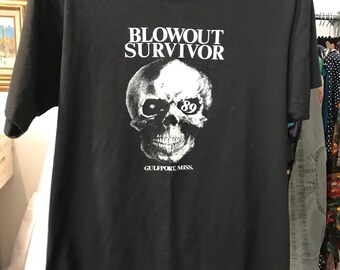 BLOWOUT
SURVIVOR
89
GULFPORT, MISS.